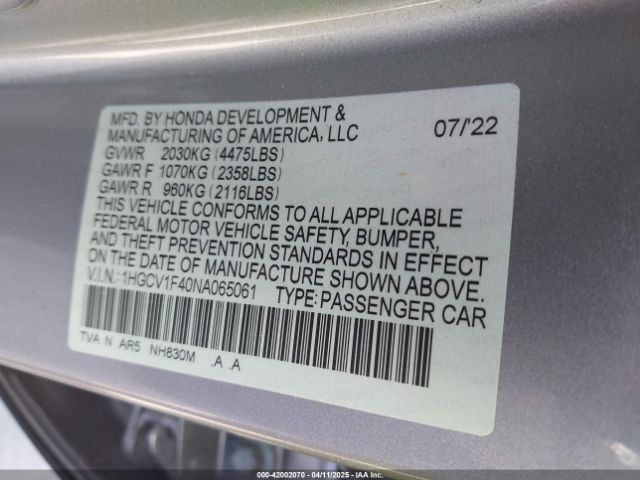 MFD. BY HONDA DEVELOPMENT &
MANUFACTURING OF AMERICA, LLC 07/'22
GVWR 2030KG (4475LBS)
GAWR F 1070KG (2358LBS)
GAWR R 960KG (2116LBS)
THIS VEHICLE CONFORMS TO ALL APPLICABLE
FEDERAL MOTOR VEHICLE SAFETY, BUMPER,
AND THEFT PREVENTION STANDARDS IN EFFECT
ON THE DATE OF MANUFACTURE SHOWN ABOVE.
V.I.N.: 1HGCV1F40NA065061 TYPE: PASSENGER CAR
TVA N AR5 NH830M .A .A
000-42002070 - 04/11/2025 - IAAI.COM